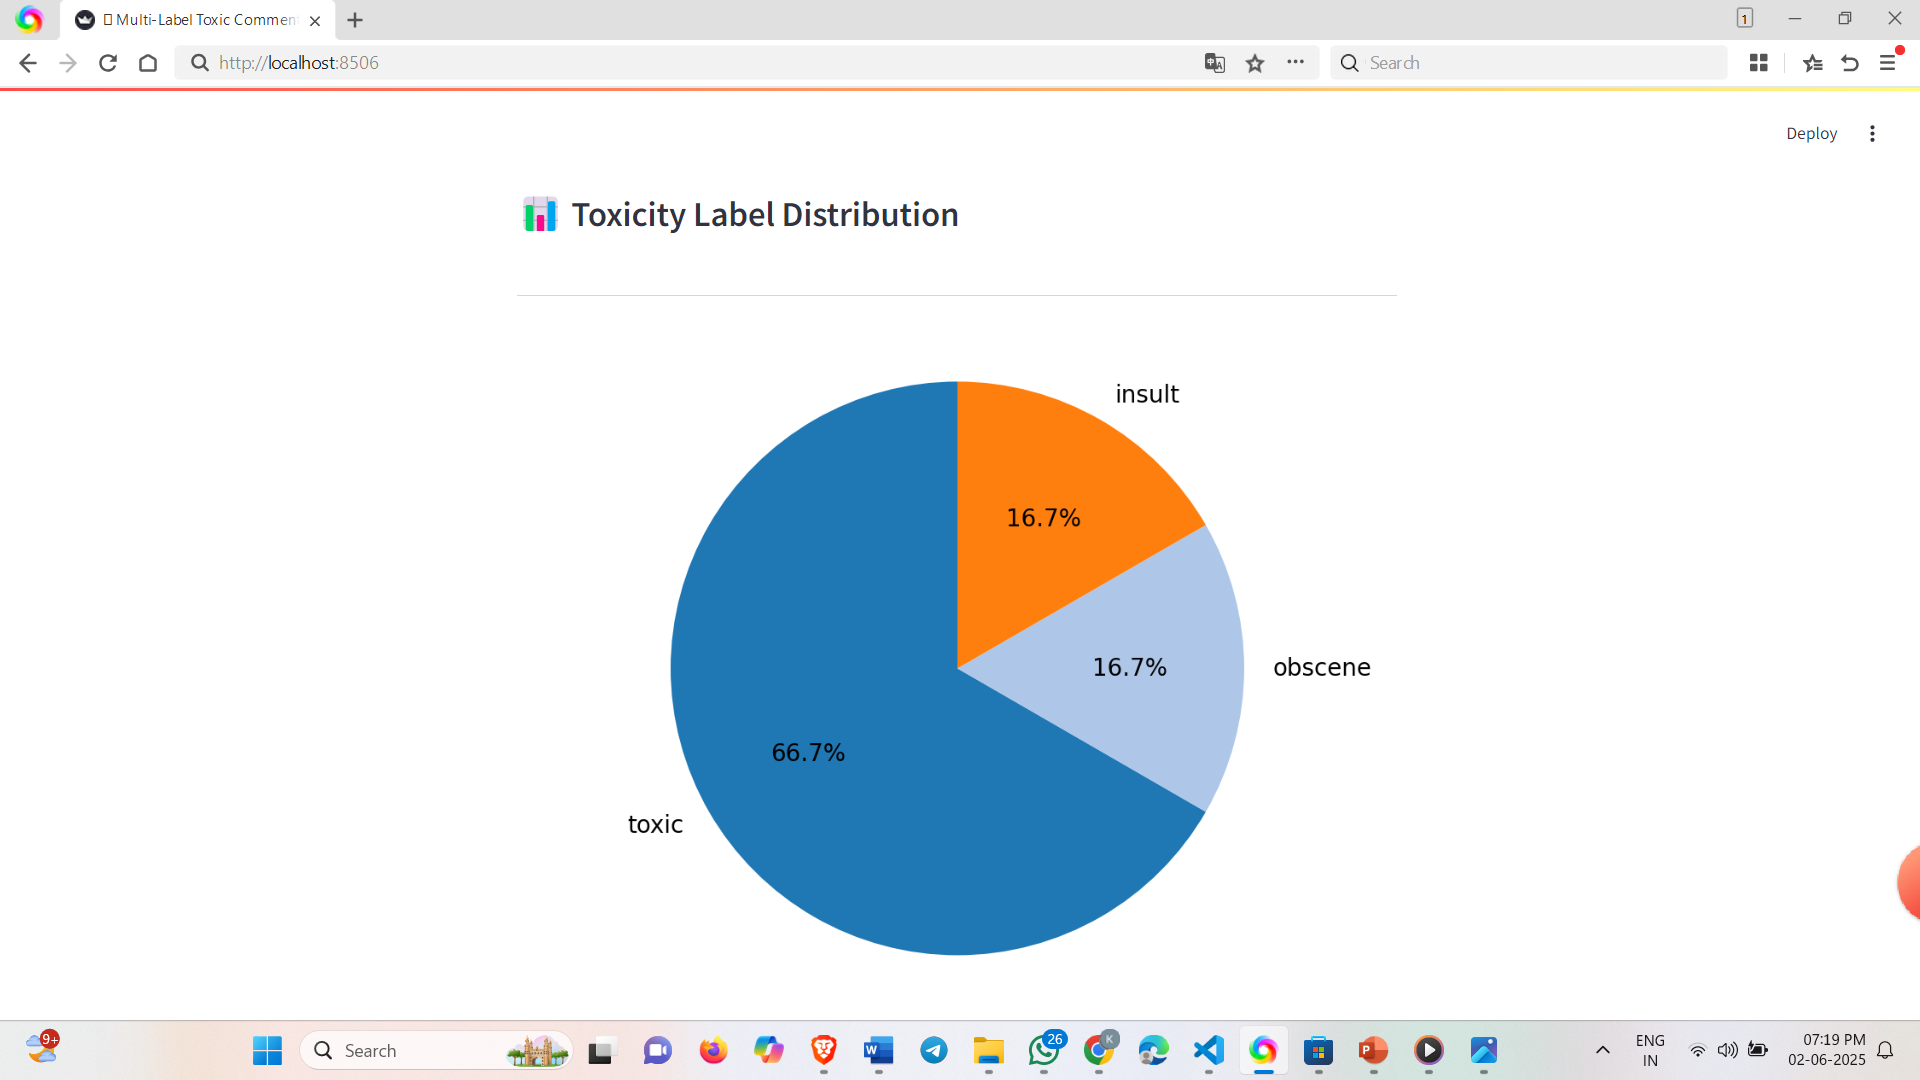 Multi-Label Toxic Commen
1
http://localhost:8506
Search
Deploy
Toxicity Label Distribution
insult
16.7%
16.7%
obscene
66.7%
toxic
9+
Search
W
26
K
P
ENG
IN
07:19 PM
02-06-2025